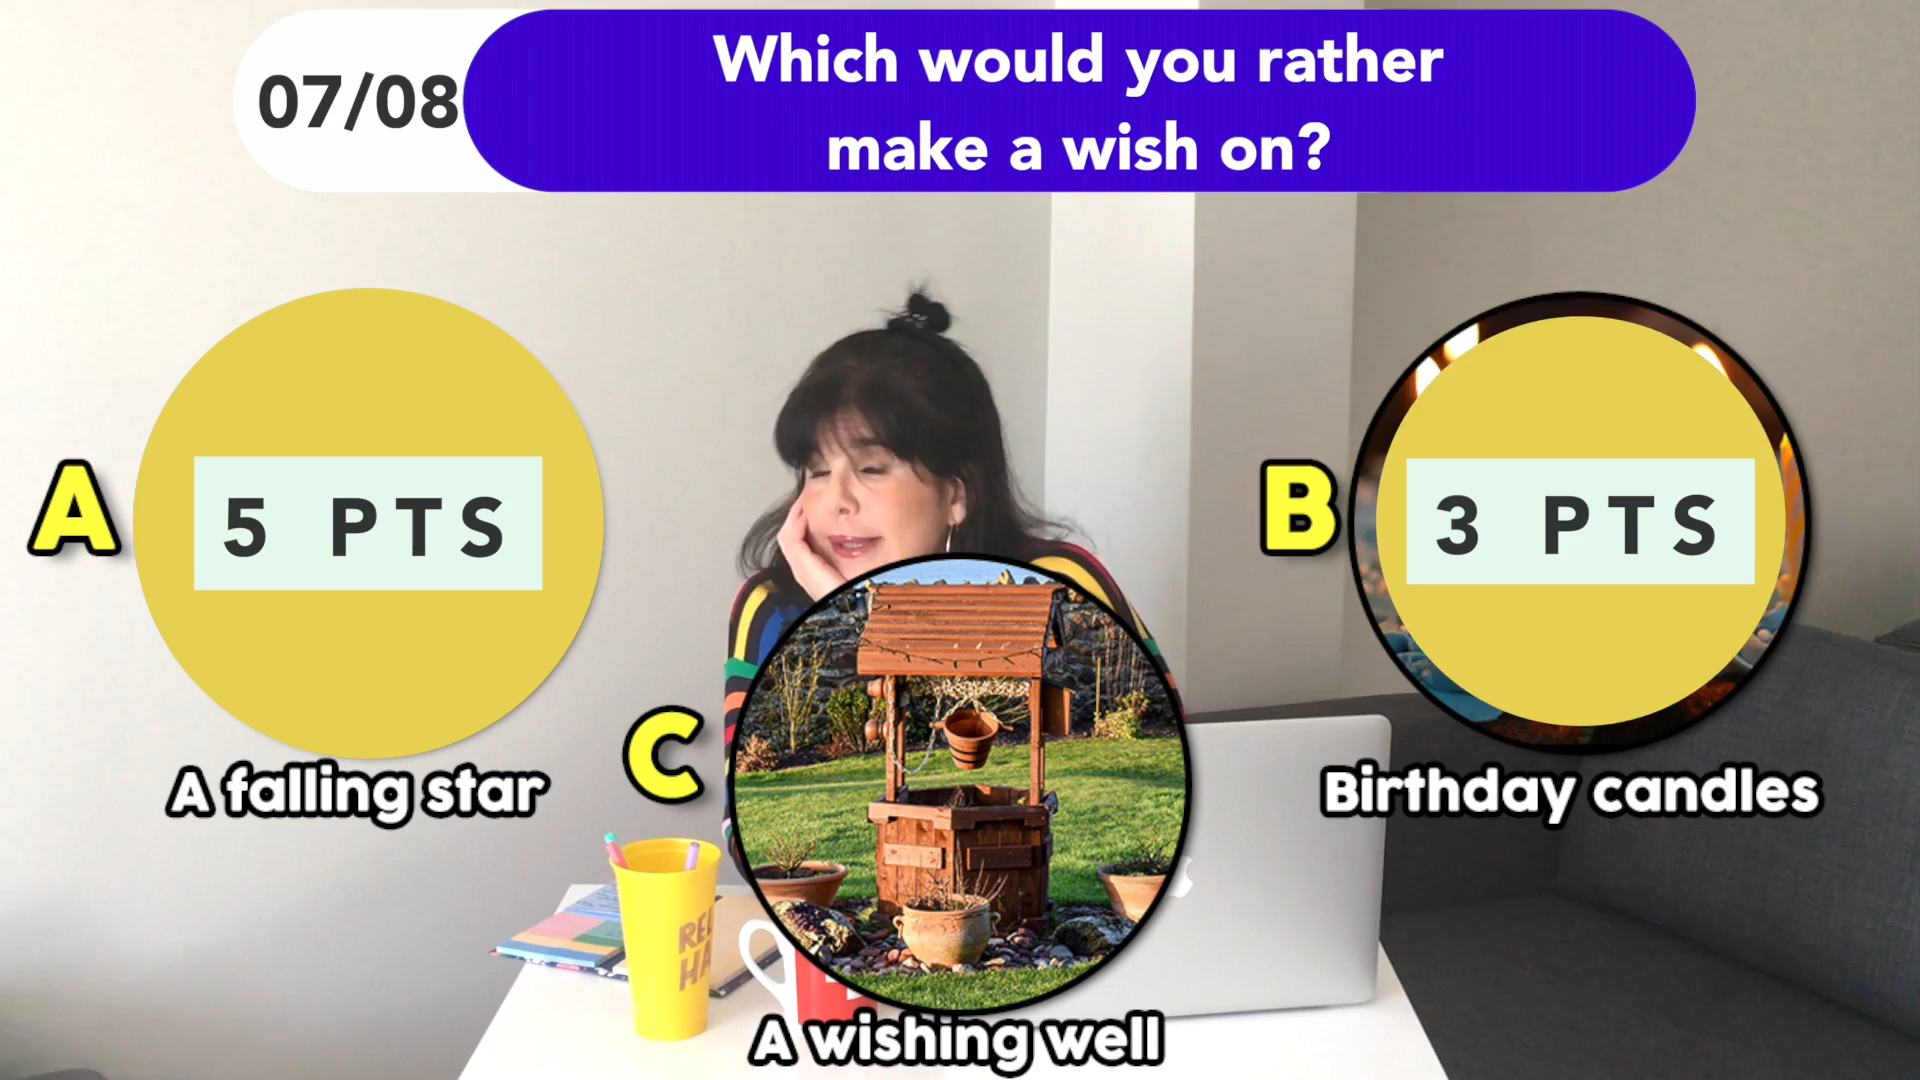 07/08
Which would you rather
make a wish on?
A
5 PTS
A falling star
B
3 PTS
Birthday candles
C
A wishing well